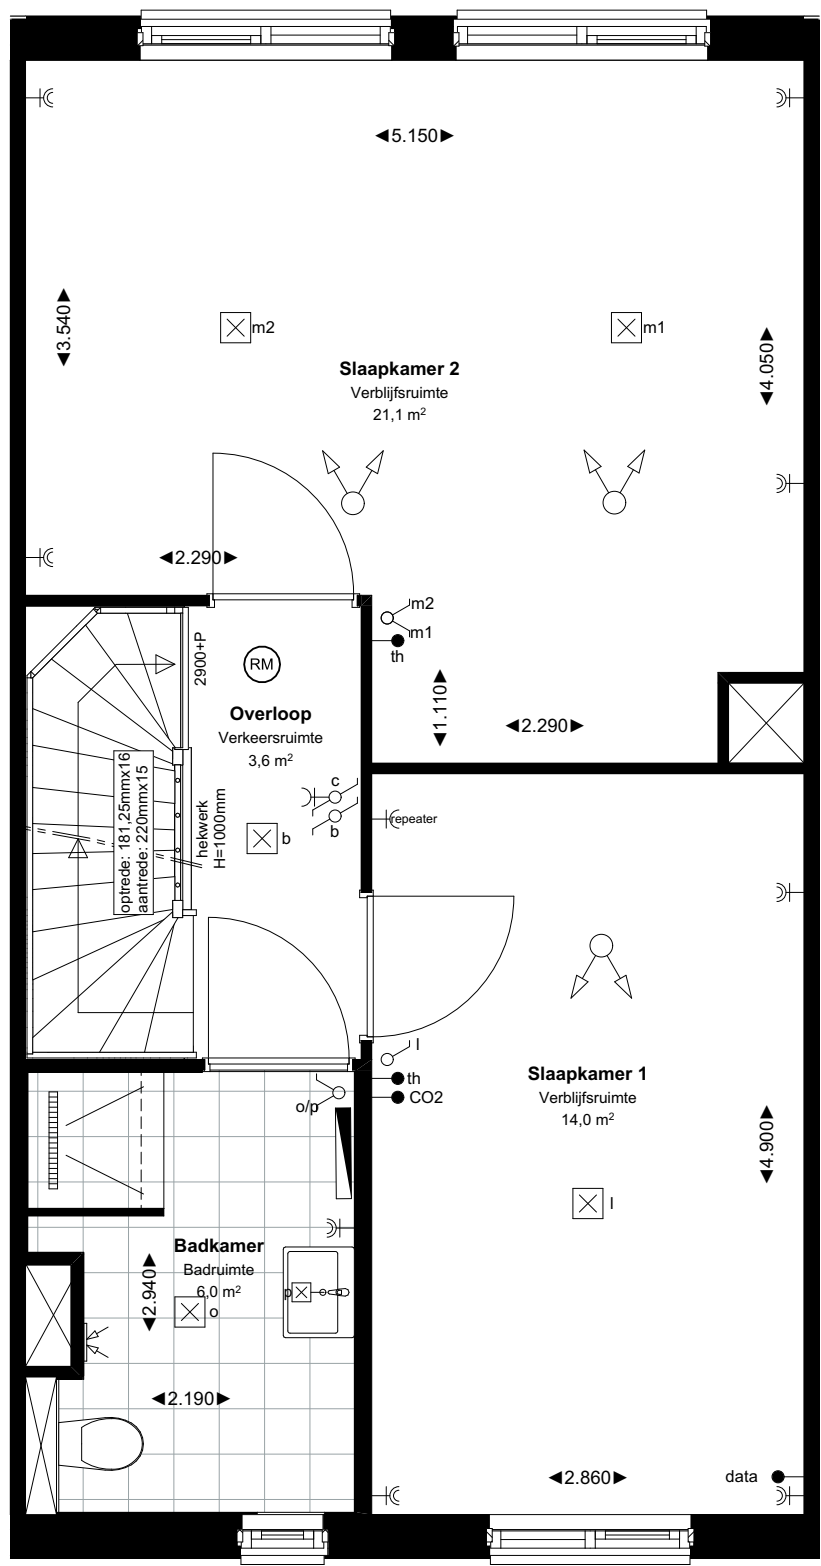 5.150
3.540
m2
m1
4.050
Slaapkamer 2
Verblijfsruimte
21,1 m²
2.290
m2
m1
th
2900+P
RM
1.110
2.290
Overloop
Verkeersruimte
3,6 m²
optrede: 181,25mmx16
aantrede: 220mmx15
hekwerk
H=1000mm
c
b
b
repeater
l
th
CO2
o/p
Slaapkamer 1
Verblijfsruimte
14,0 m²
4.900
l
Badkamer
Badruimte
6,0 m²
2.940
p
o
2.190
2.860
data